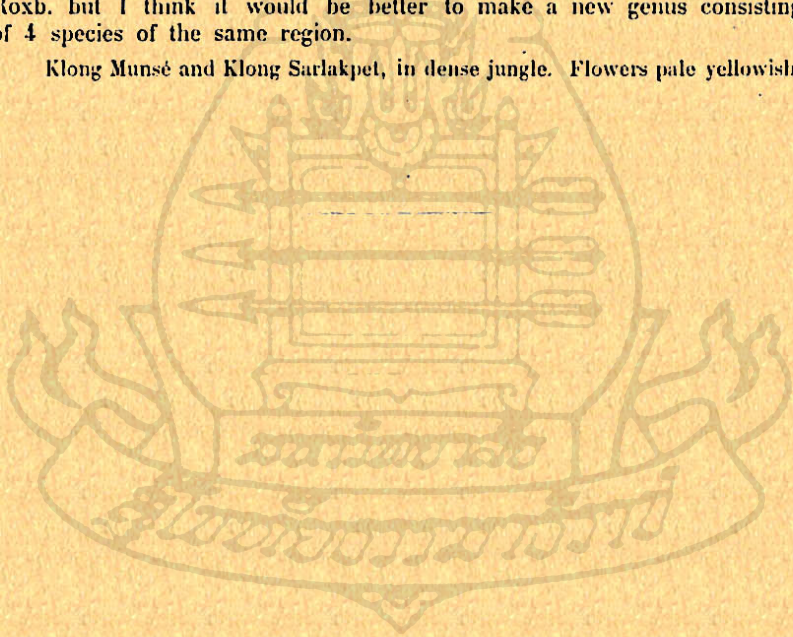 Roxb. but I think it would be better to make a new genus consisting
of 4 species of the same region.
Klong Munsé and Klong Sarlakpet, in dense jungle. Flowers pale yellowish